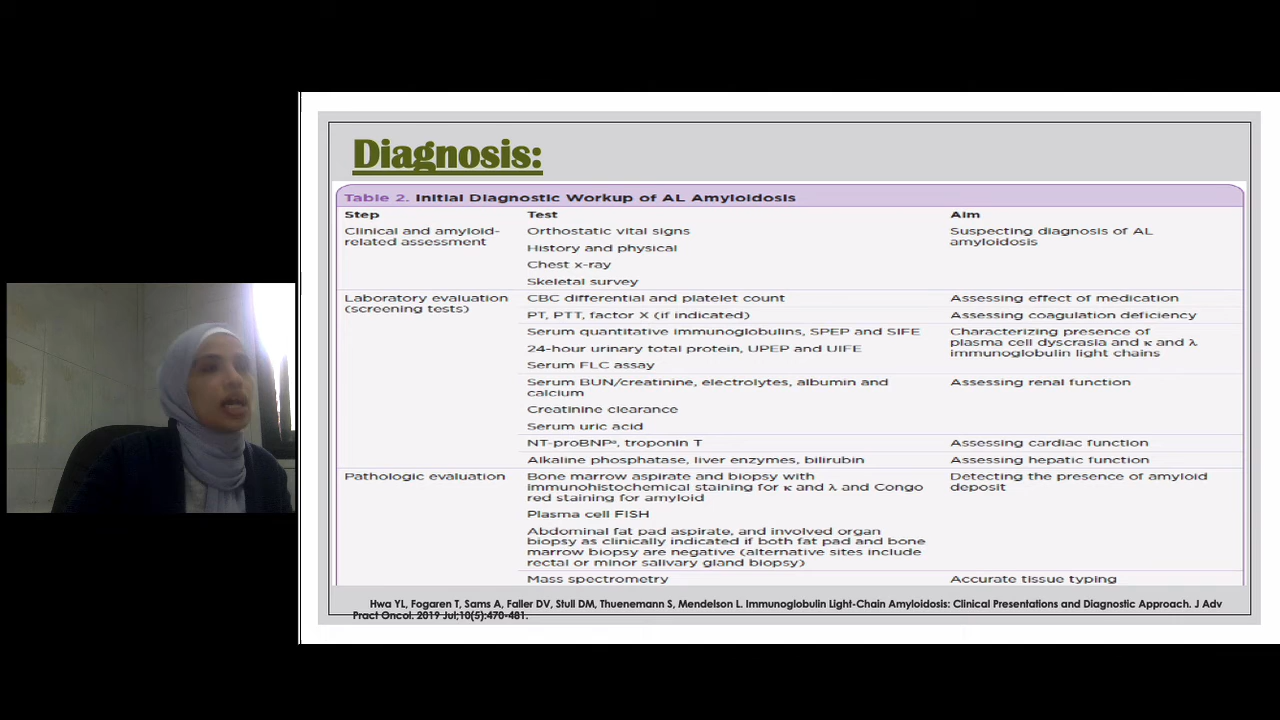 Diagnosis:
Table 2. Initial Diagnostic Workup of AL Amyloidosis
Step Test Aim
Clinical and amyloid-
related assessment
Orthostatic vital signs
History and physical
Chest x-ray
Skeletal survey
Suspecting diagnosis of AL
amyloidosis
Laboratory evaluation
(screening tests)
CBC differential and platelet count
Assessing effect of medication
PT, PTT, factor X (if indicated)
Assessing coagulation deficiency
Serum quantitative immunoglobulins, SPEP and SIFE
24-hour urinary total protein, UPEP and UIFE
Serum FLC assay
Characterizing presence of
plasma cell dyscrasia and κ and λ
immunoglobulin light chains
Serum BUN/creatinine, electrolytes, albumin and
calcium
Creatinine clearance
Serum uric acid
Assessing renal function
NT-proBNPᵃ, troponin T
Assessing cardiac function
Alkaline phosphatase, liver enzymes, bilirubin
Assessing hepatic function
Pathologic evaluation
Bone marrow aspirate and biopsy with
immunohistochemical staining for κ and λ and Congo
red staining for amyloid
Plasma cell FISH
Abdominal fat pad aspirate, and involved organ
biopsy as clinically indicated if both fat pad and bone
marrow biopsy are negative (alternative sites include
rectal or minor salivary gland biopsy)
Detecting the presence of amyloid
deposit
Mass spectrometry
Accurate tissue typing
Hwa YL, Fogaren T, Sams A, Faller DV, Stull DM, Thuenemann S, Mendelson L. Immunoglobulin Light-Chain Amyloidosis: Clinical Presentations and Diagnostic Approach. J Adv
Pract Oncol. 2019 Jul;10(5):470-481.